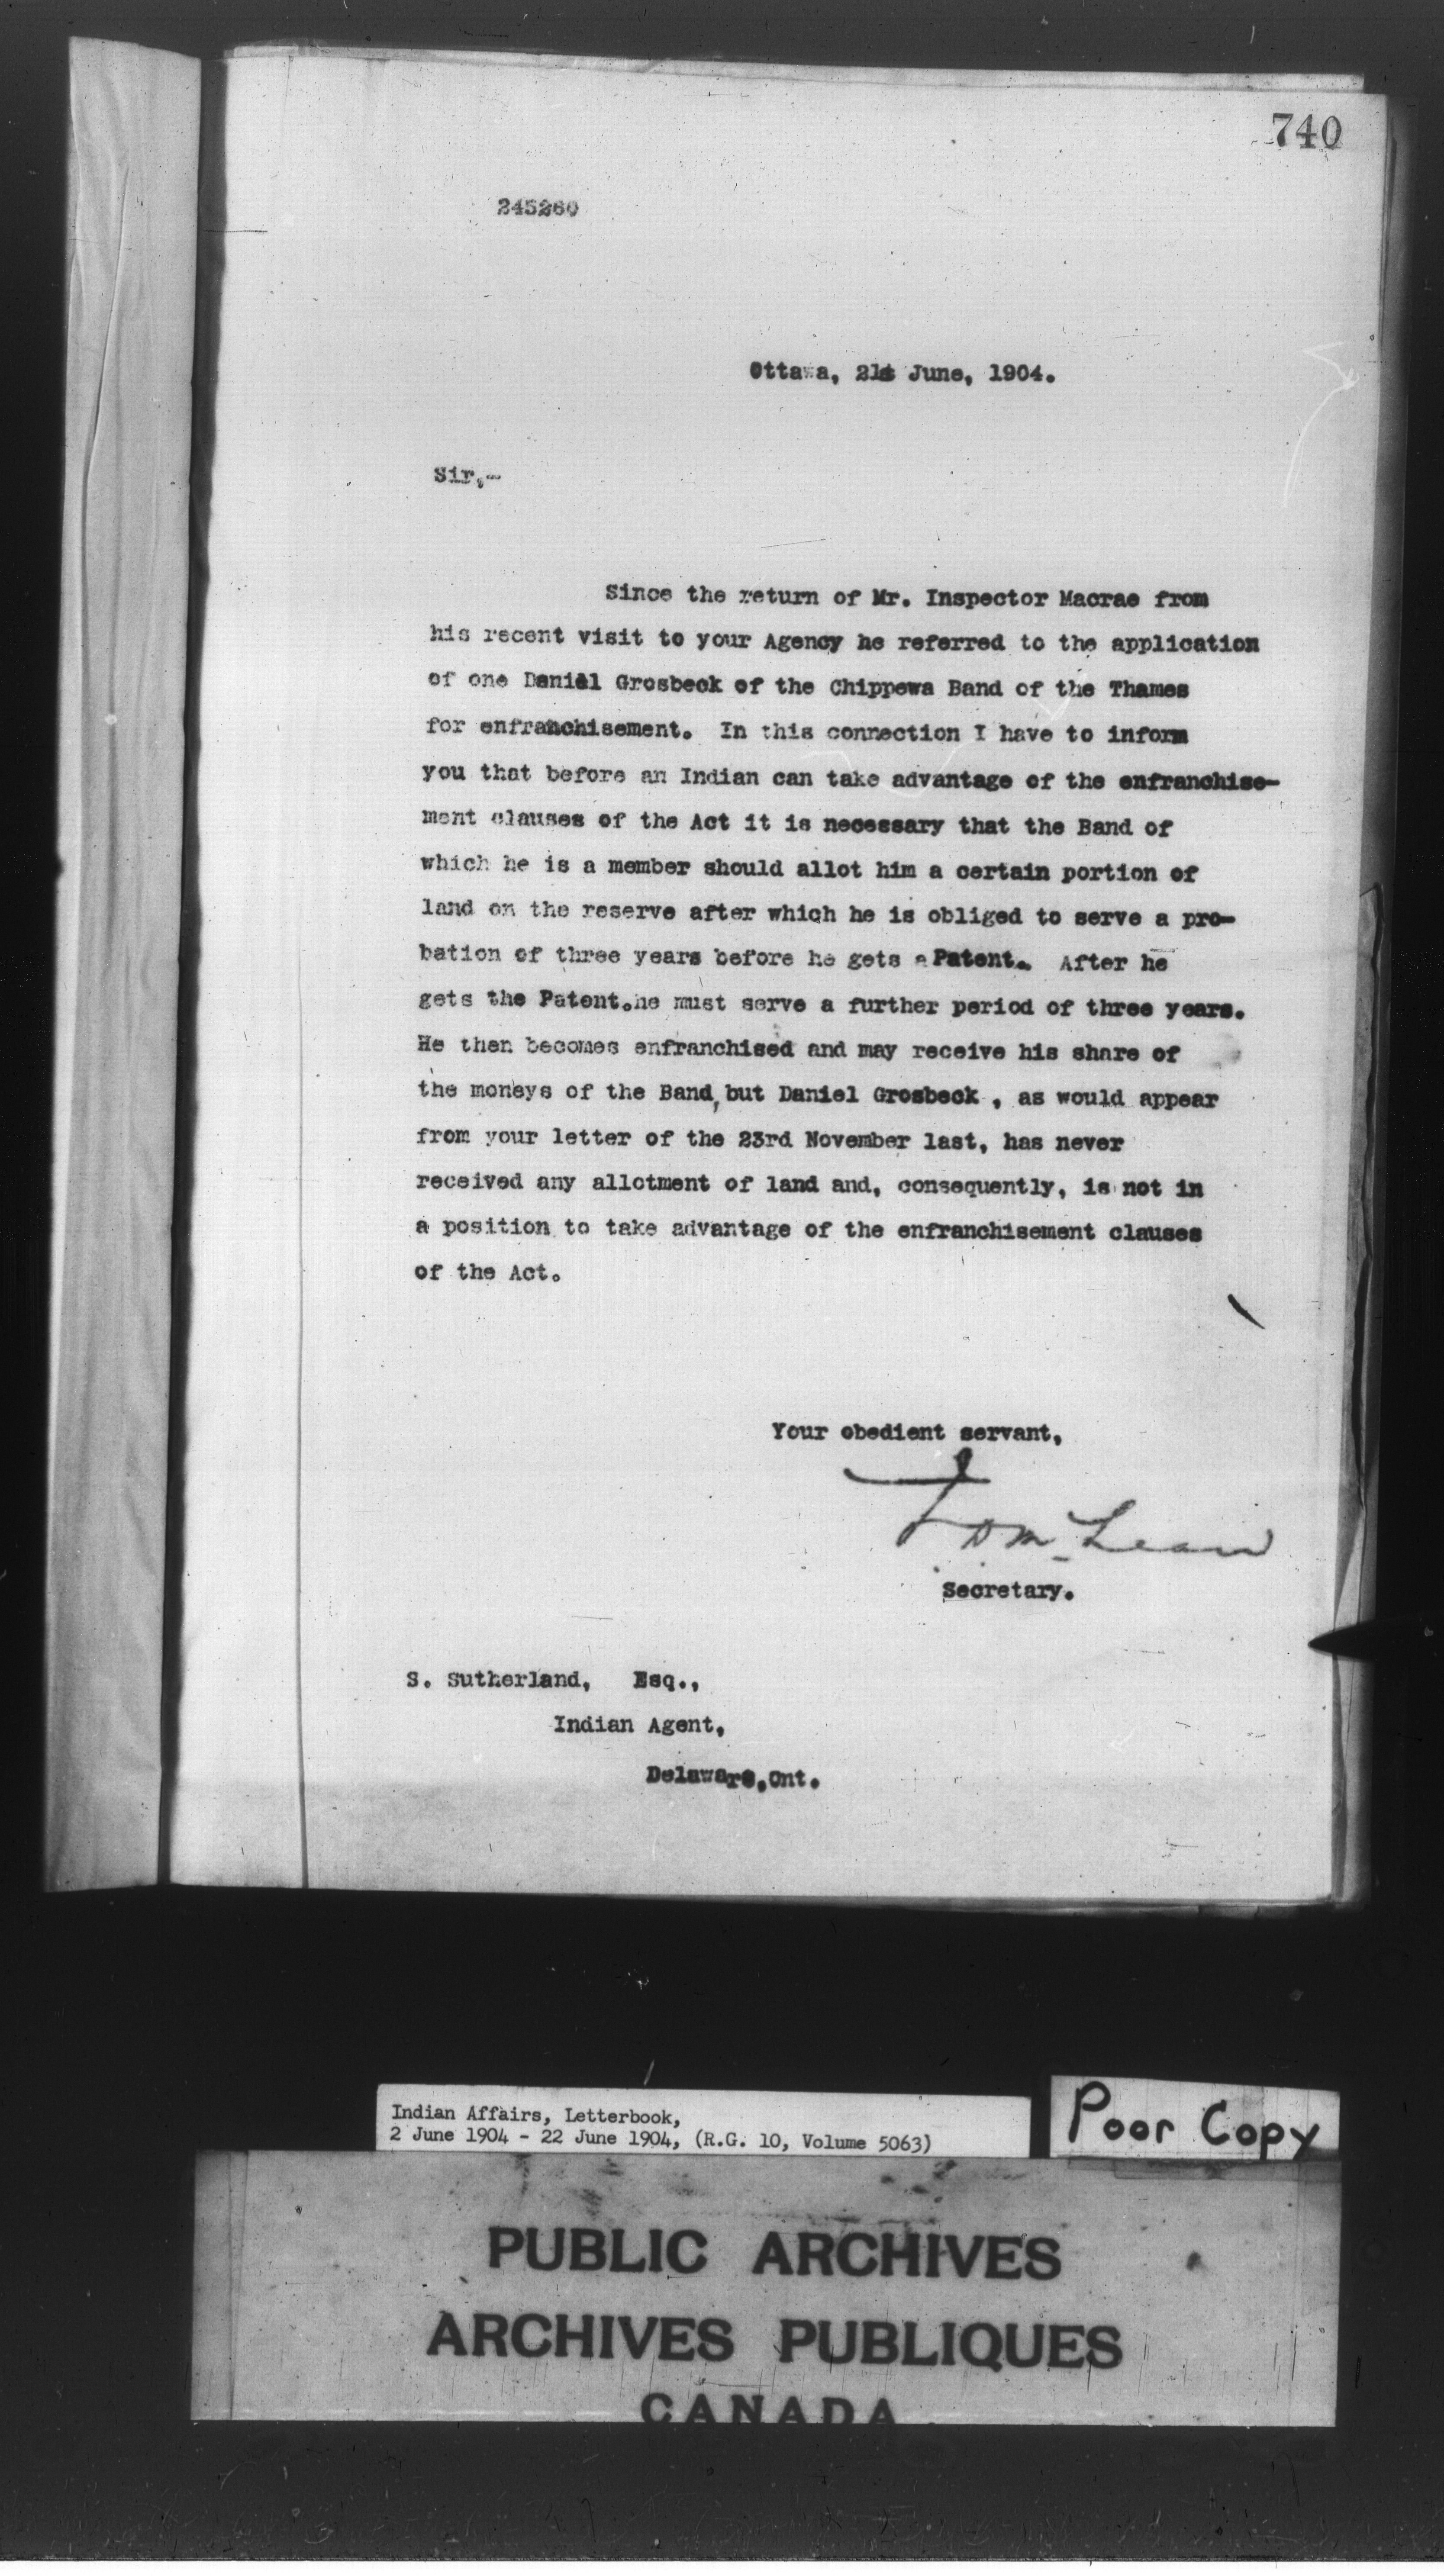 740
245260
Ottawa, 21st June, 1904.
Sir,-
Since the return of Mr. Inspector Macrae from
his recent visit to your Agency he referred to the application
of one Daniel Grosbeck of the Chippewa Band of the Thames
for enfranchisement. In this connection I have to inform
you that before an Indian can take advantage of the enfranchise-
ment clauses of the Act it is necessary that the Band of
which he is a member should allot him a certain portion of
land on the reserve after which he is obliged to serve a pro-
bation of three years before he gets a Patent. After he
gets the Patent.he must serve a further period of three years.
He then becomes enfranchised and may receive his share of
the moneys of the Band, but Daniel Grosbeck , as would appear
from your letter of the 23rd November last, has never
received any allotment of land and, consequently, is not in
a position to take advantage of the enfranchisement clauses
of the Act.
Your obedient servant,
J D McLean
Secretary.
S. Sutherland, Esq.,
Indian Agent,
Delaware,Ont.
Indian Affairs, Letterbook,
2 June 1904 - 22 June 1904, (R.G. 10, Volume 5063)
Poor Copy
PUBLIC ARCHIVES
ARCHIVES PUBLIQUES
CANADA